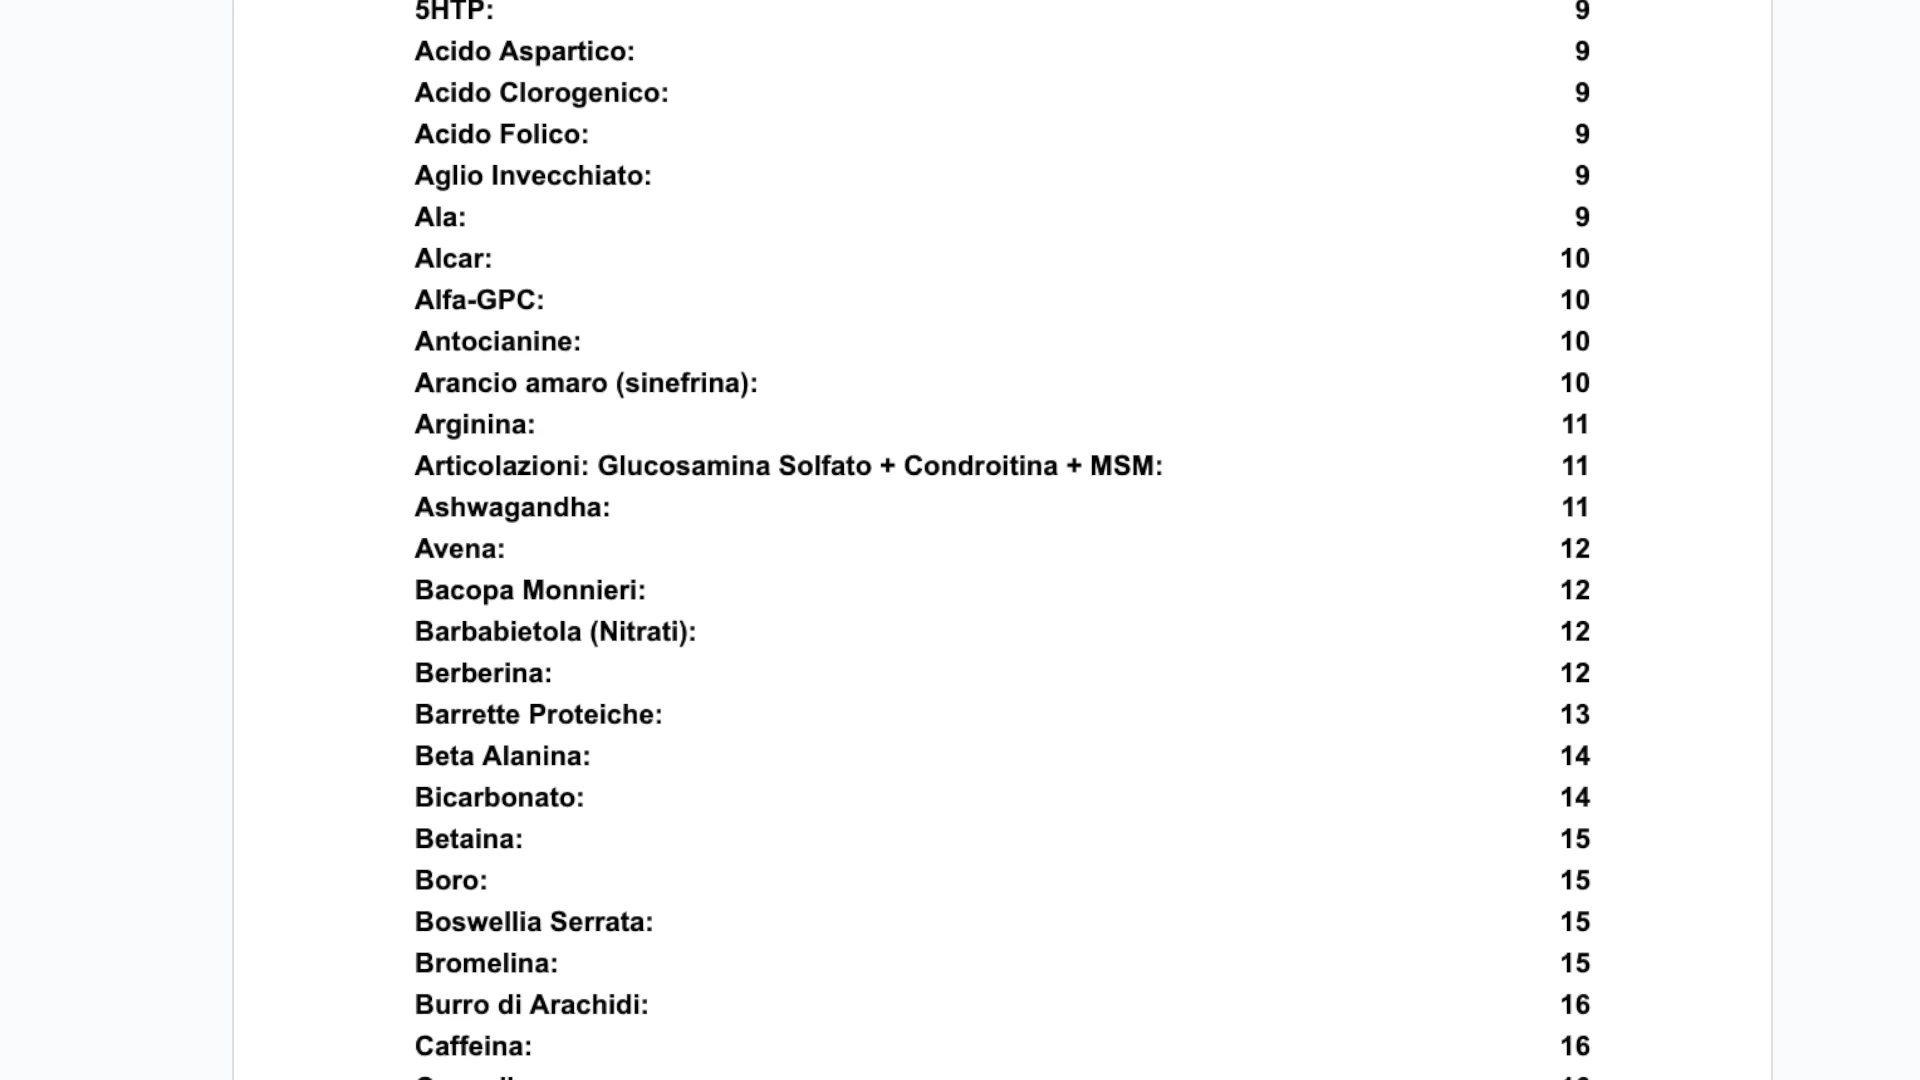 5HTP: 9
Acido Aspartico: 9
Acido Clorogenico: 9
Acido Folico: 9
Aglio Invecchiato: 9
Ala: 9
Alcar: 10
Alfa-GPC: 10
Antocianine: 10
Arancio amaro (sinefrina): 10
Arginina: 11
Articolazioni: Glucosamina Solfato + Condroitina + MSM: 11
Ashwagandha: 11
Avena: 12
Bacopa Monnieri: 12
Barbabietola (Nitrati): 12
Berberina: 12
Barrette Proteiche: 13
Beta Alanina: 14
Bicarbonato: 14
Betaina: 15
Boro: 15
Boswellia Serrata: 15
Bromelina: 15
Burro di Arachidi: 16
Caffeina: 16